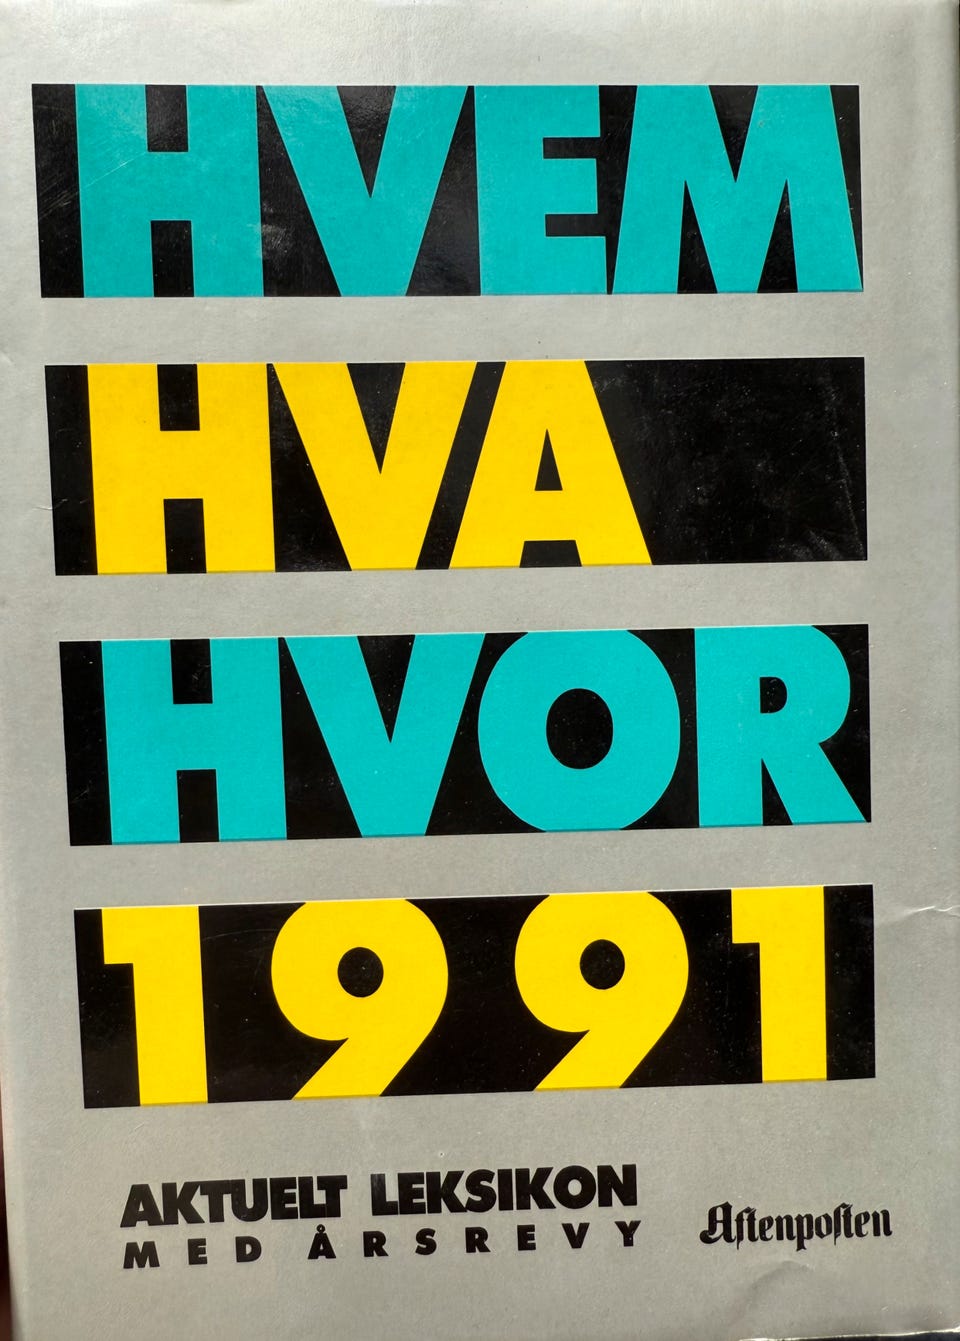 HVEM
HVA
HVOR
1991
AKTUELT LEKSIKON
MED ÅRSREVY
Aftenposten